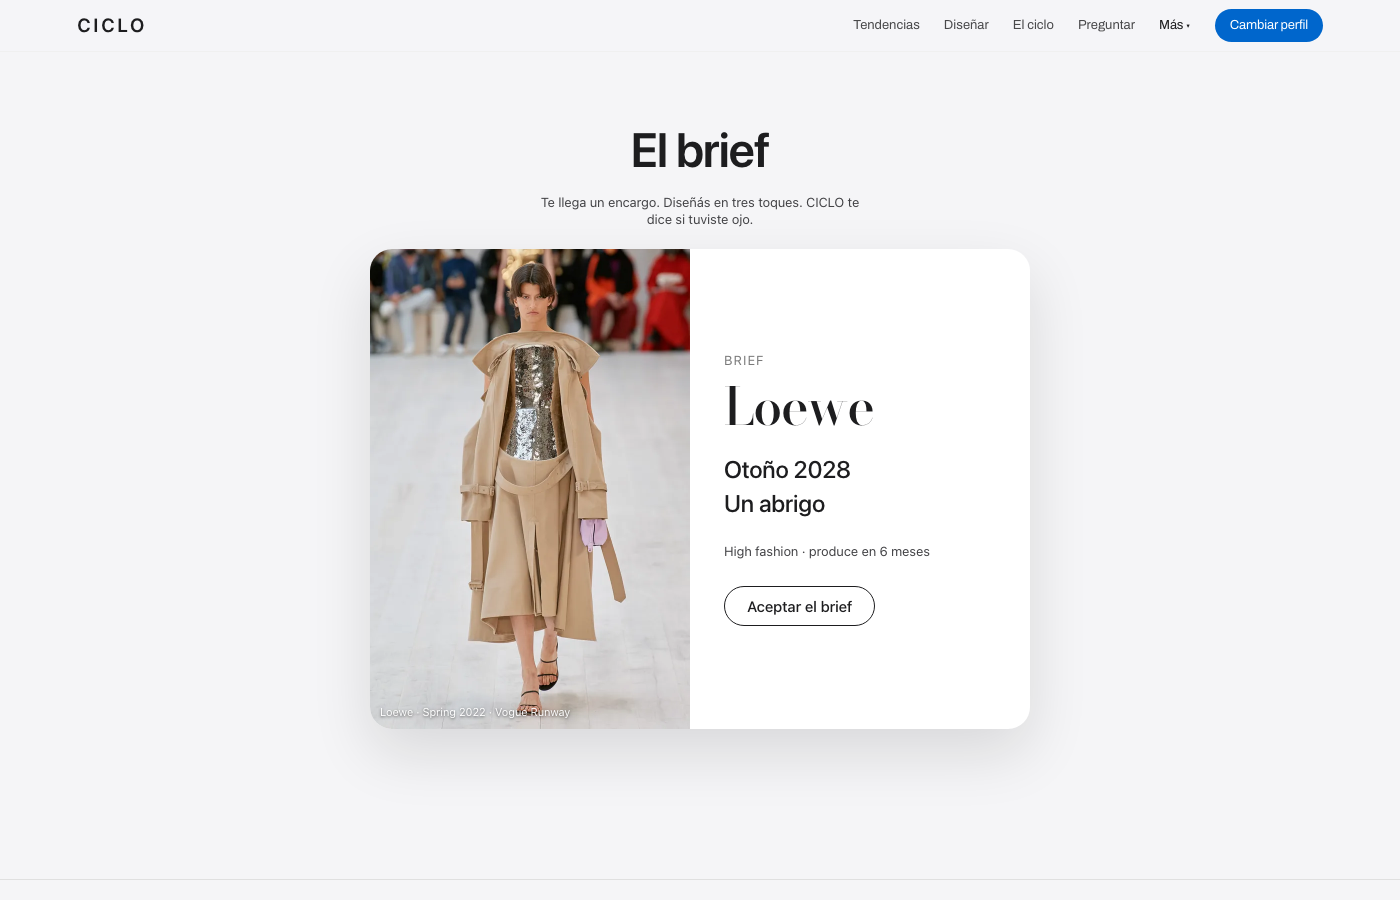 CICLO
Tendencias
Diseñar
El ciclo
Preguntar
Más
Cambiar perfil
El brief
Te llega un encargo. Diseñás en tres toques. CICLO te
dice si tuviste ojo.
Loewe · Spring 2022 · Vogue Runway
BRIEF
Loewe
Otoño 2028
Un abrigo
High fashion · produce en 6 meses
Aceptar el brief